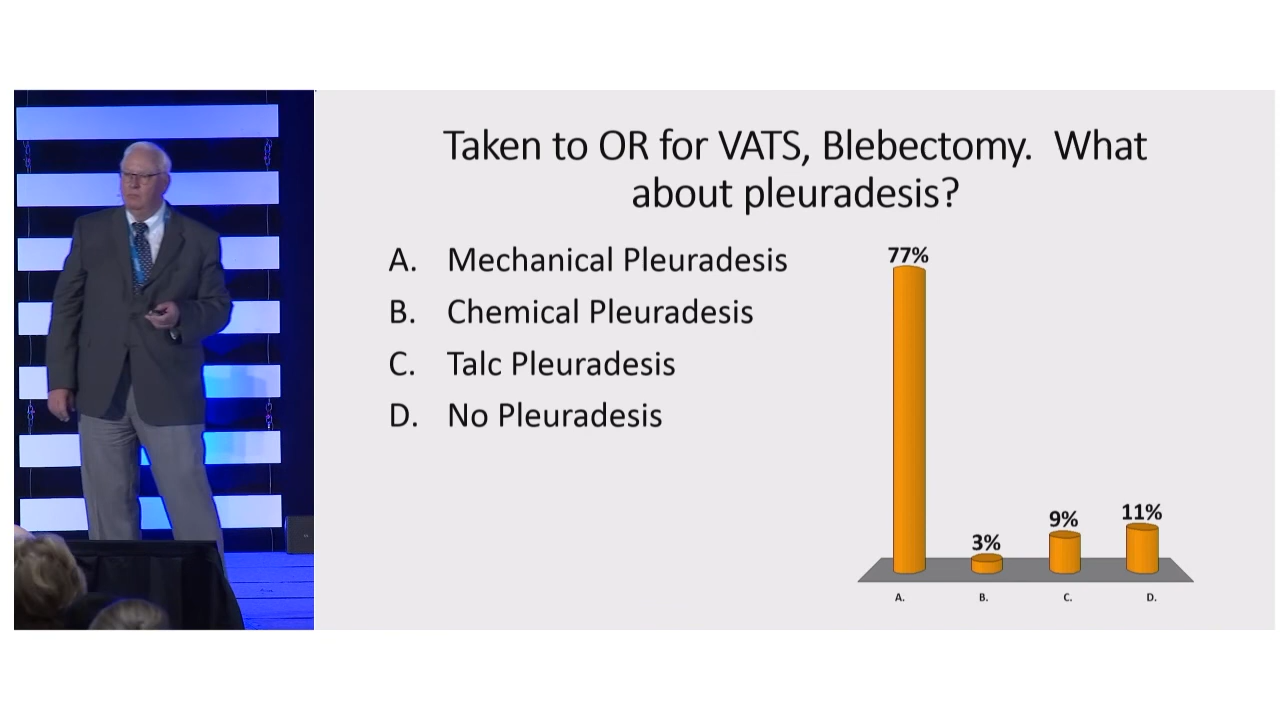 Taken to OR for VATS, Blebectomy.  What
about pleuradesis?
A. Mechanical Pleuradesis
B. Chemical Pleuradesis
C. Talc Pleuradesis
D. No Pleuradesis
77%
3%
9%
11%
A.
B.
C.
D.